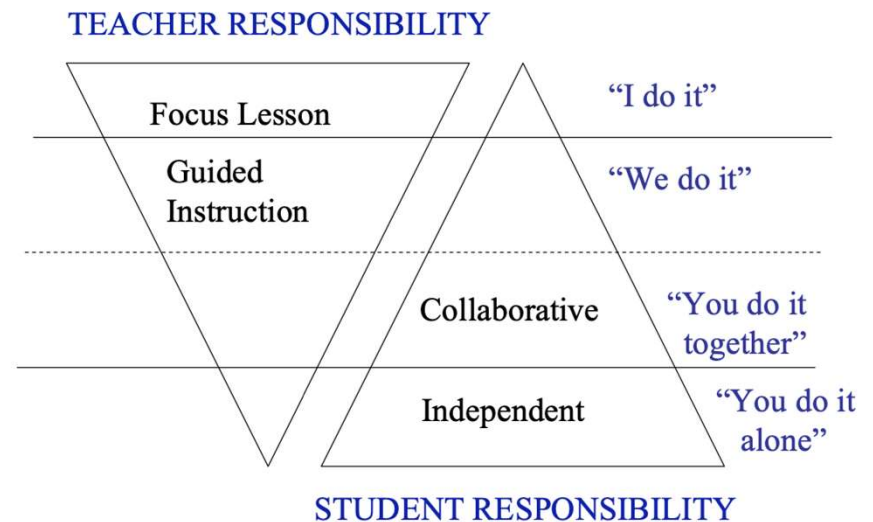 TEACHER RESPONSIBILITY
Focus Lesson
“I do it”
Guided
Instruction
“We do it”
Collaborative
“You do it
together”
Independent
“You do it
alone”
STUDENT RESPONSIBILITY